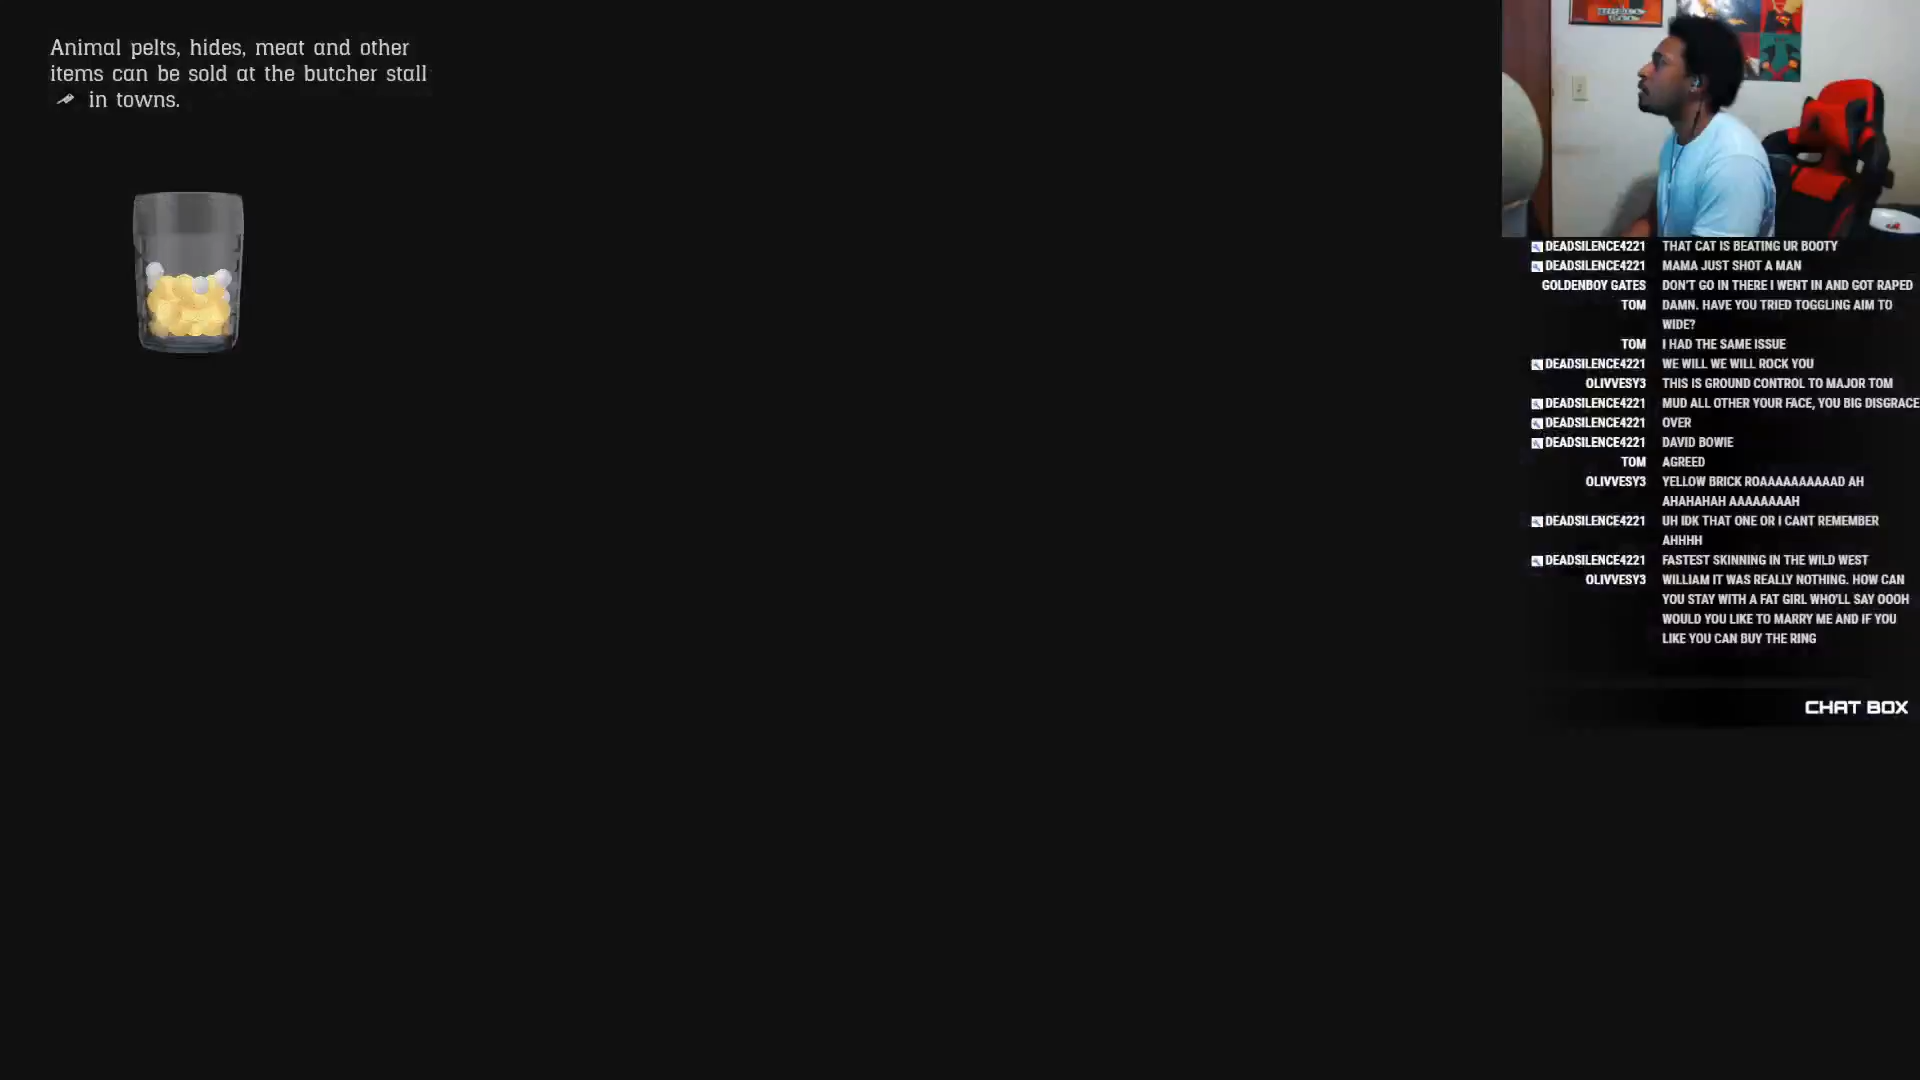 Animal pelts, hides, meat and other
items can be sold at the butcher stall
in towns.
DEADSILENCE4221 THAT CAT IS BEATING UR BOOTY
DEADSILENCE4221 MAMA JUST SHOT A MAN
GOLDENBOY GATES DON'T GO IN THERE I WENT IN AND GOT RAPED
TOM DAMN. HAVE YOU TRIED TOGGLING AIM TO
WIDE?
TOM I HAD THE SAME ISSUE
DEADSILENCE4221 WE WILL WE WILL ROCK YOU
OLIVVESY3 THIS IS GROUND CONTROL TO MAJOR TOM
DEADSILENCE4221 MUD ALL OTHER YOUR FACE, YOU BIG DISGRACE
DEADSILENCE4221 OVER
DEADSILENCE4221 DAVID BOWIE
TOM AGREED
OLIVVESY3 YELLOW BRICK ROAAAAAAAAAAD AH
AHAHAHAH AAAAAAAAH
DEADSILENCE4221 UH IDK THAT ONE OR I CANT REMEMBER
AHHHH
DEADSILENCE4221 FASTEST SKINNING IN THE WILD WEST
OLIVVESY3 WILLIAM IT WAS REALLY NOTHING. HOW CAN
YOU STAY WITH A FAT GIRL WHO'LL SAY OOOH
WOULD YOU LIKE TO MARRY ME AND IF YOU
LIKE YOU CAN BUY THE RING
CHAT BOX